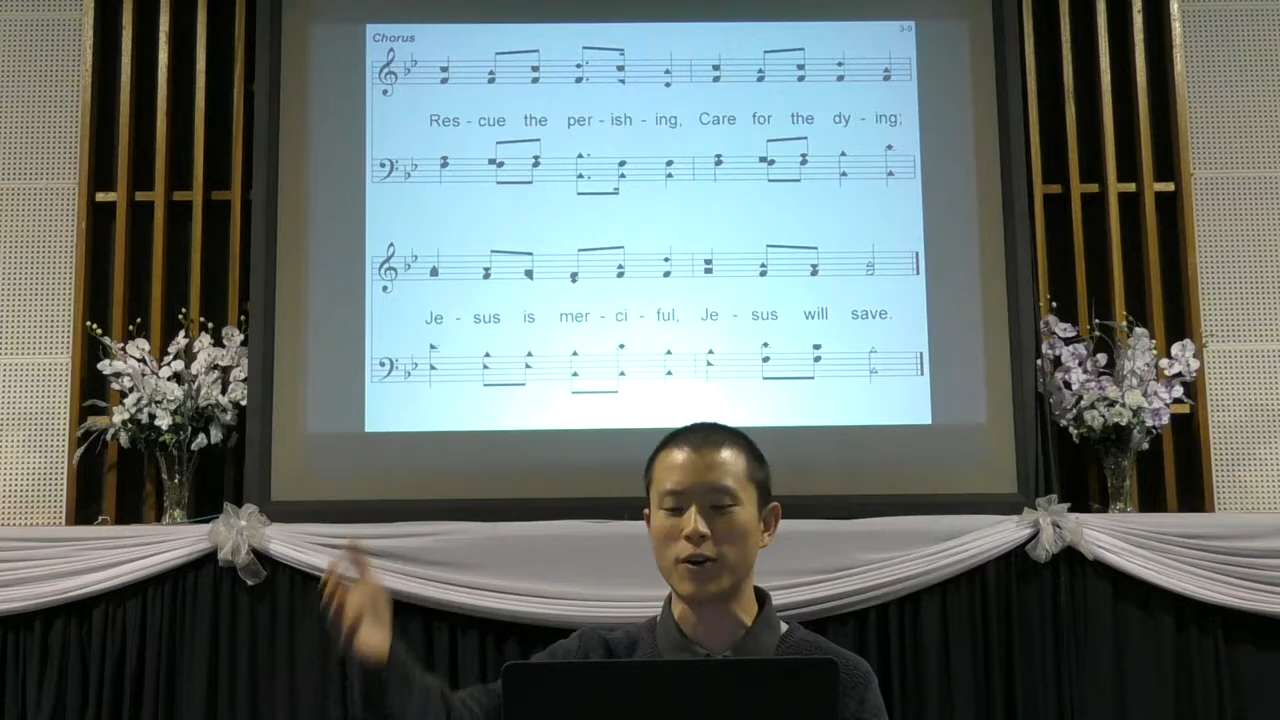 Chorus
3-9
Res - cue the per - ish - ing, Care for the dy - ing;
Je - sus is mer - ci - ful, Je - sus will save.